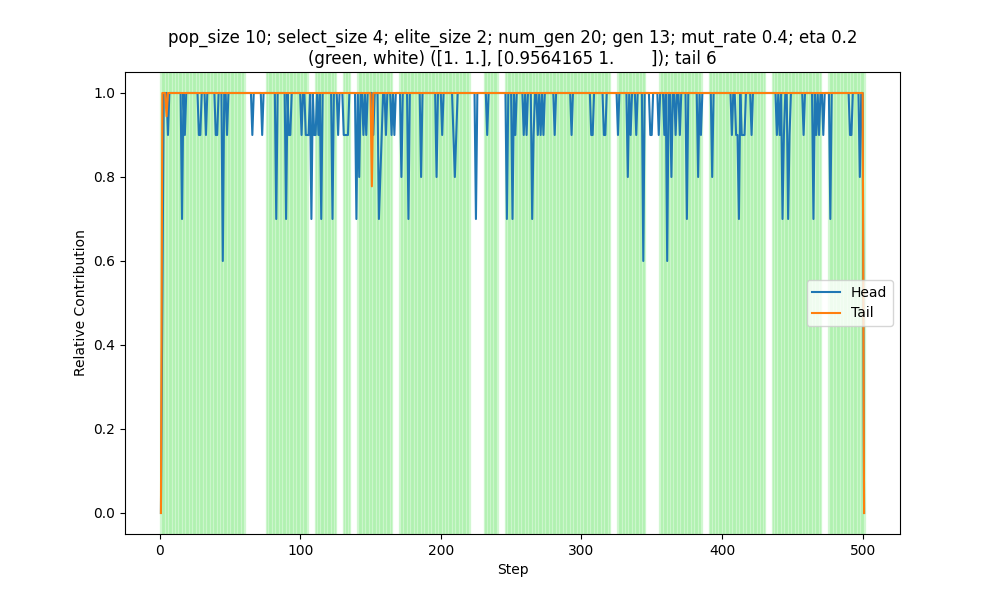 pop_size 10; select_size 4; elite_size 2; num_gen 20; gen 13; mut_rate 0.4; eta 0.2
(green, white) ([1. 1.], [0.9564165 1.        ]); tail 6
1.0
0.8
0.6
0.4
0.2
0.0
Relative Contribution
Head
Tail
0
100
200
300
400
500
Step